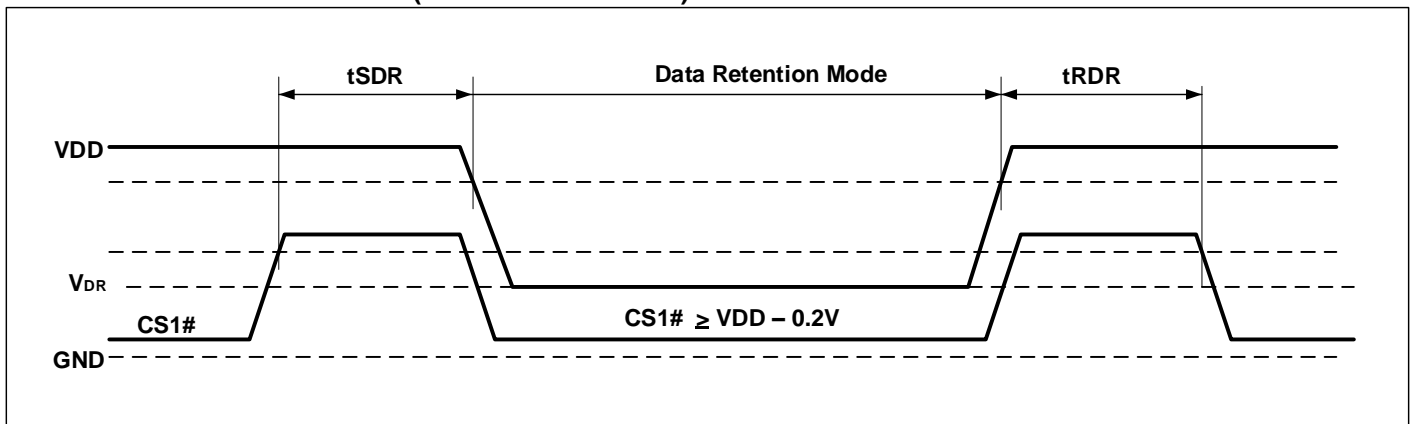 tSDR Data Retention Mode tRDR
VDD
VDR
CS1# ≥ VDD – 0.2V
CS1#
GND